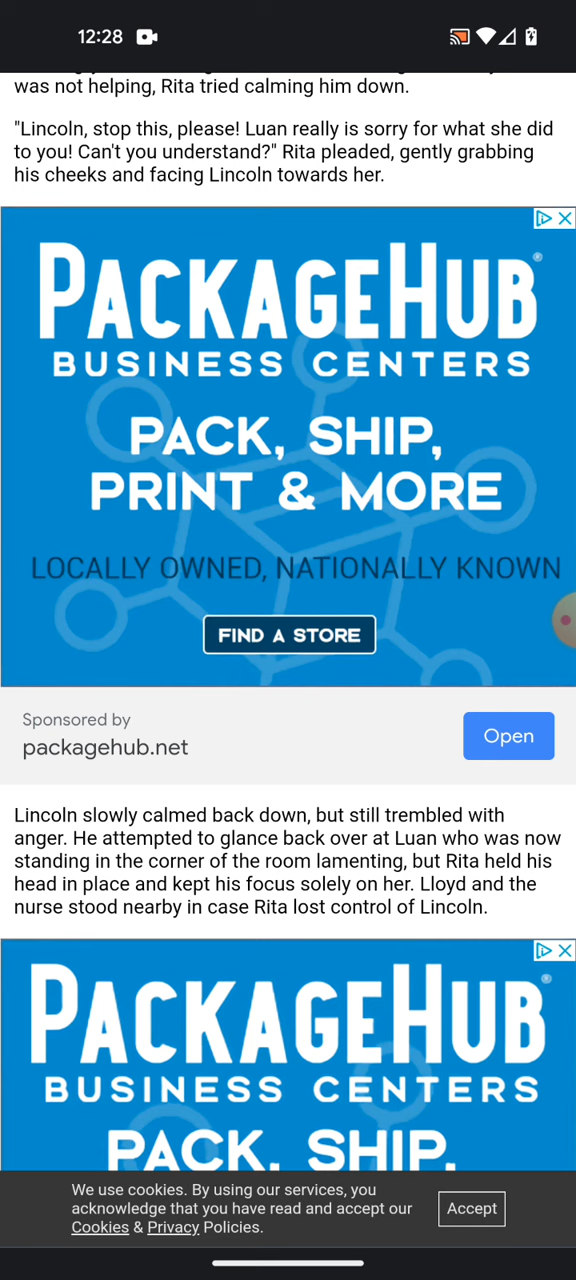 12:28
was not helping, Rita tried calming him down.
"Lincoln, stop this, please! Luan really is sorry for what she did
to you! Can't you understand?" Rita pleaded, gently grabbing
his cheeks and facing Lincoln towards her.
PACKAGEHUB®
BUSINESS CENTERS
PACK, SHIP,
PRINT & MORE
LOCALLY OWNED, NATIONALLY KNOWN
FIND A STORE
Sponsored by
packagehub.net
Open
Lincoln slowly calmed back down, but still trembled with
anger. He attempted to glance back over at Luan who was now
standing in the corner of the room lamenting, but Rita held his
head in place and kept his focus solely on her. Lloyd and the
nurse stood nearby in case Rita lost control of Lincoln.
PACKAGEHUB®
BUSINESS CENTERS
PACK, SHIP,
We use cookies. By using our services, you
acknowledge that you have read and accept our
Cookies & Privacy Policies.
Accept